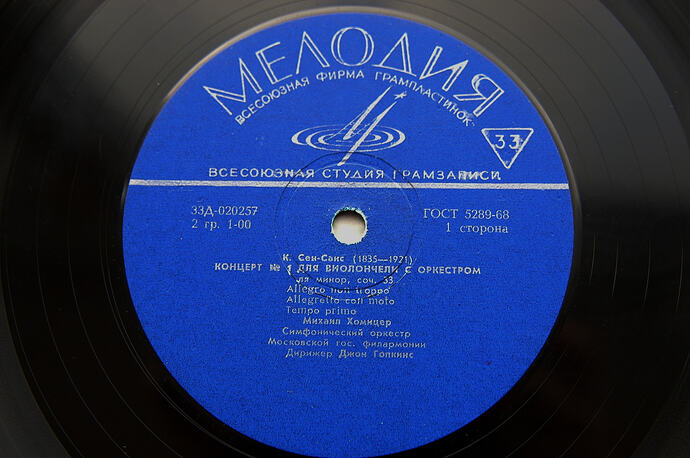 МЕЛОДИЯ
ВСЕСОЮЗНАЯ ФИРМА ГРАМПЛАСТИНОК
33
ВСЕСОЮЗНАЯ СТУДИЯ ГРАМЗАПИСИ
33Д-020257
ГОСТ 5289-68
2 гр. 1-00
1 сторона
К. Сен-Санс (1835—1921)
КОНЦЕРТ № 1 ДЛЯ ВИОЛОНЧЕЛИ С ОРКЕСТРОМ
ля минор, соч. 33
Allegro non troppo
Allegretto con moto
Tempo primo
Михаил Хомицер
Симфонический оркестр
Московской гос. филармонии
Дирижер Джон Гопкинс